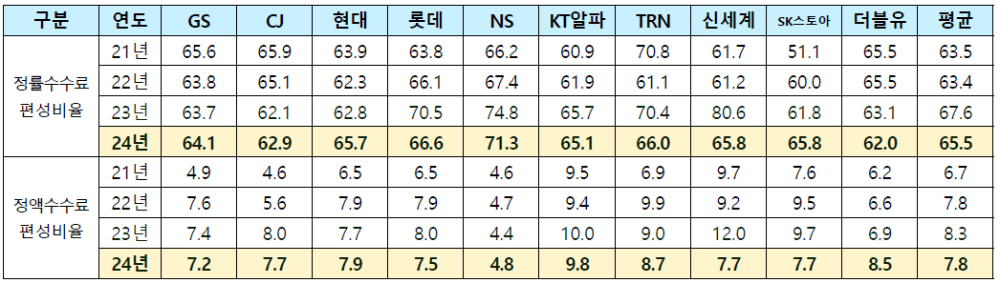 구분 연도 GS CJ 현대 롯데 NS KT알파 TRN 신세계 SK스토아 더블유 평균
정률수수료 편성비율 21년 65.6 65.9 63.9 63.8 66.2 60.9 70.8 61.7 51.1 65.5 63.5
22년 63.8 65.1 62.3 66.1 67.4 61.9 61.1 61.2 60.0 65.5 63.4
23년 63.7 62.1 62.8 70.5 74.8 65.7 70.4 80.6 61.8 63.1 67.6
24년 64.1 62.9 65.7 66.6 71.3 65.1 66.0 65.8 65.8 62.0 65.5
정액수수료 편성비율 21년 4.9 4.6 6.5 6.5 4.6 9.5 6.9 9.7 7.6 6.2 6.7
22년 7.6 5.6 7.9 7.9 4.7 9.4 9.9 9.2 9.5 6.6 7.8
23년 7.4 8.0 7.7 8.0 4.4 10.0 9.0 12.0 9.7 6.9 8.3
24년 7.2 7.7 7.9 7.5 4.8 9.8 8.7 7.7 7.7 8.5 7.8